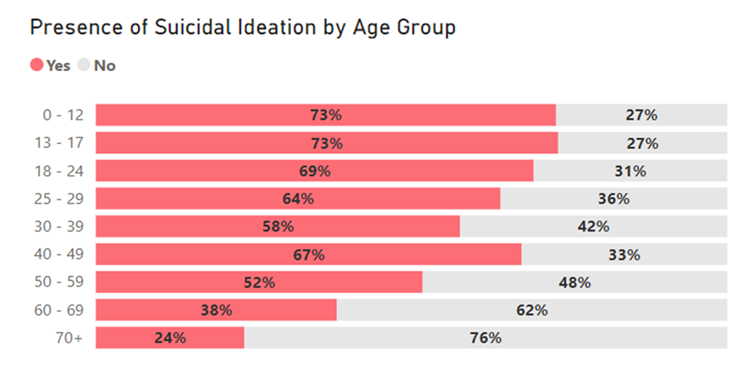 Presence of Suicidal Ideation by Age Group
Yes No
0 - 12 73% 27%
13 - 17 73% 27%
18 - 24 69% 31%
25 - 29 64% 36%
30 - 39 58% 42%
40 - 49 67% 33%
50 - 59 52% 48%
60 - 69 38% 62%
70+ 24% 76%